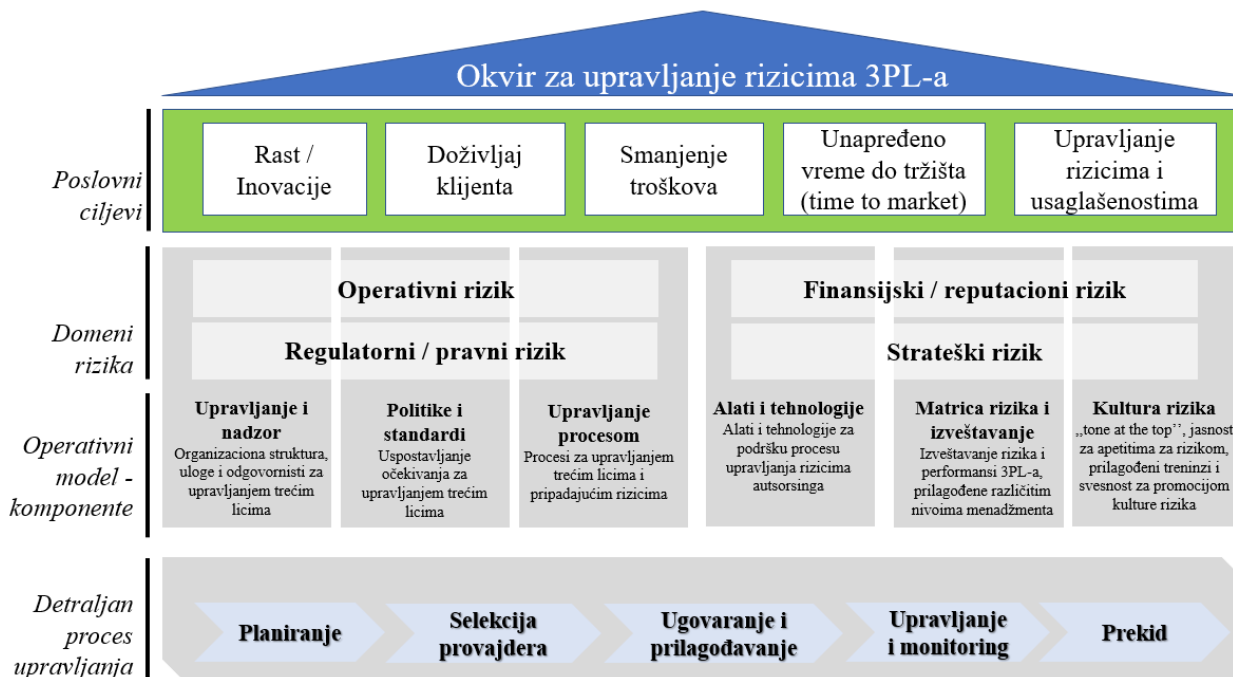 Okvir za upravljanje rizicima 3PL-a
Poslovni
ciljevi
Rast /
Inovacije
Doživljaj
klijenta
Smanjenje
troškova
Unapređeno
vreme do tržišta
(time to market)
Upravljanje
rizicima i
usaglašenostima
Domeni
rizika
Operativni rizik
Regulatorni / pravni rizik
Finansijski / reputacioni rizik
Strateški rizik
Operativni
model -
komponente
Upravljanje i
nadzor
Organizaciona struktura,
uloge i odgovornisti za
upravljanjem trećim
licima
Politike i
standardi
Uspostavljanje
očekivanja za
upravljanjem trećim
licima
Upravljanje
procesom
Procesi za upravljanjem
trećim licima i
pripadajućim rizicima
Alati i tehnologije
Alati i tehnologije za
podršku procesu
upravljanja rizicima
autsorsinga
Matrica rizika i
izveštavanje
Izveštavanje rizika i
performansi 3PL-a,
prilagođene različitim
nivoima menadžmenta
Kultura rizika
,,tone at the top’’, jasnost
za apetitima za rizikom,
prilagođeni treninzi i
svesnost za promocijom
kulture rizika
Detraljan
proces
upravljanja
Planiranje
Selekcija
provajdera
Ugovaranje i
prilagođavanje
Upravljanje
i monitoring
Prekid